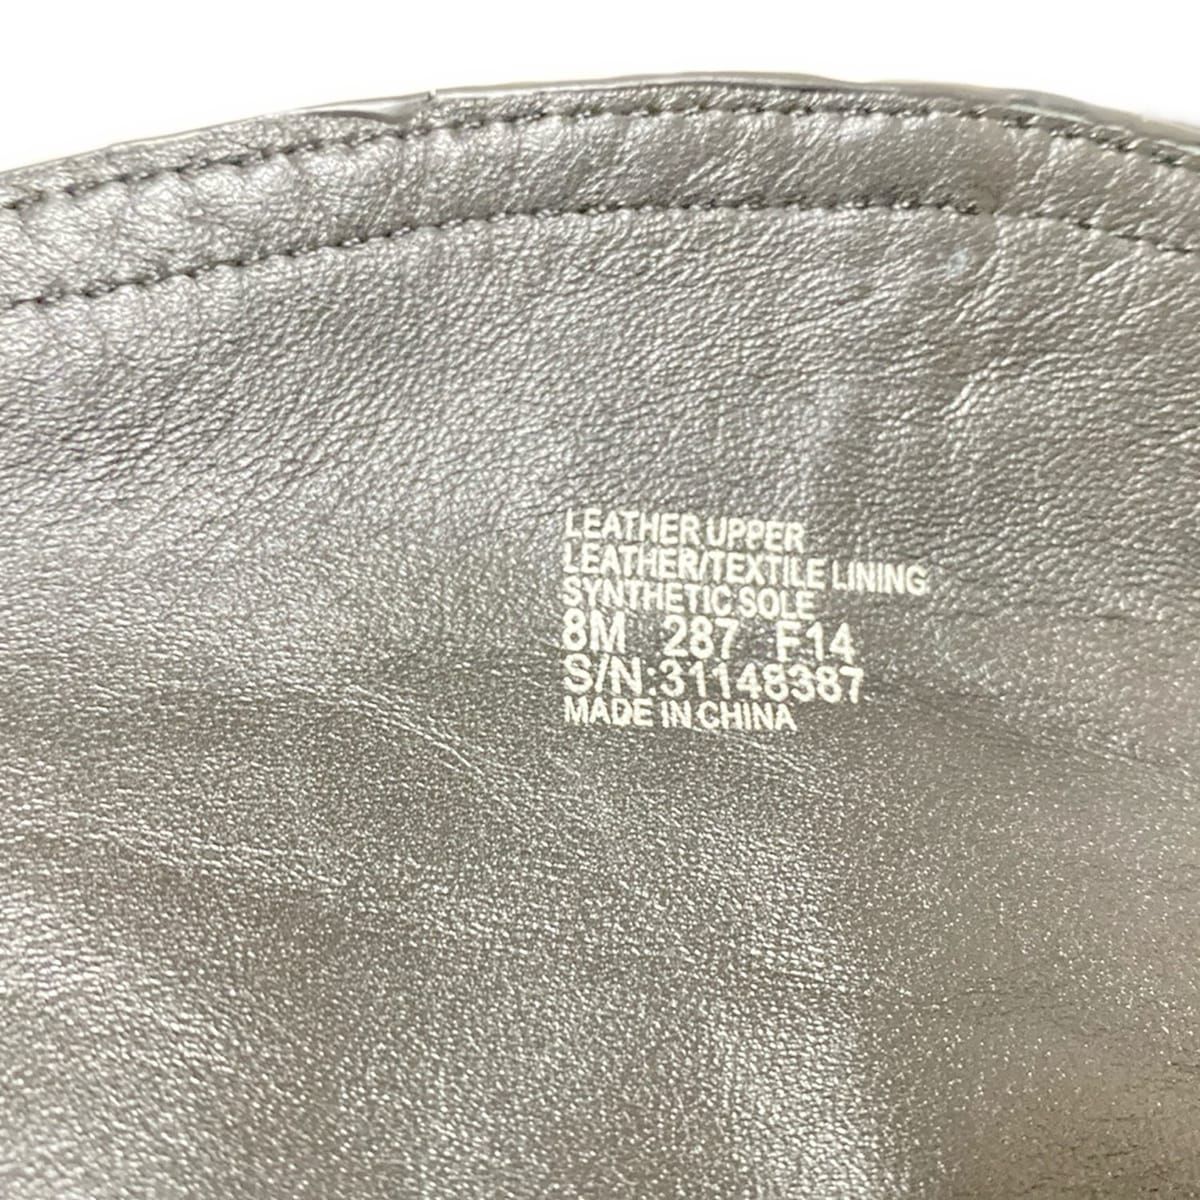 LEATHER UPPER
LEATHER/TEXTILE LINING
SYNTHETIC SOLE
8M 287 F14
S/N:31148387
MADE IN CHINA